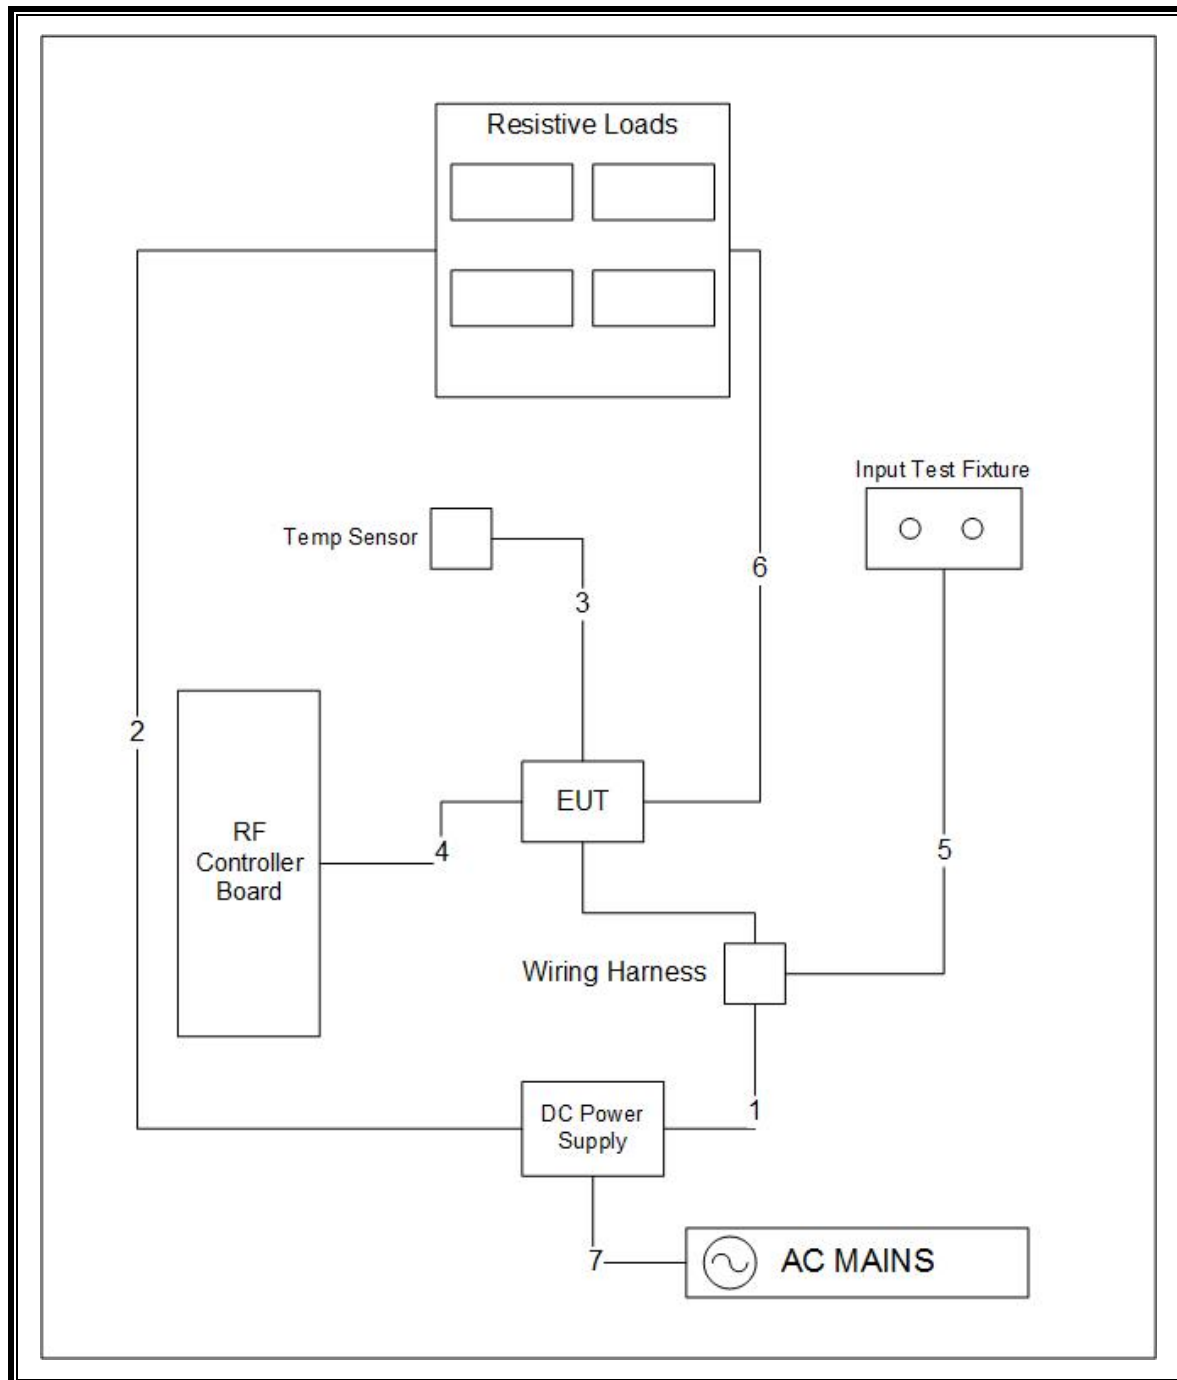 Resistive Loads
Input Test Fixture
Temp Sensor
6
3
2
EUT
RF
Controller
Board
4
5
Wiring Harness
DC Power
Supply
1
7
AC MAINS